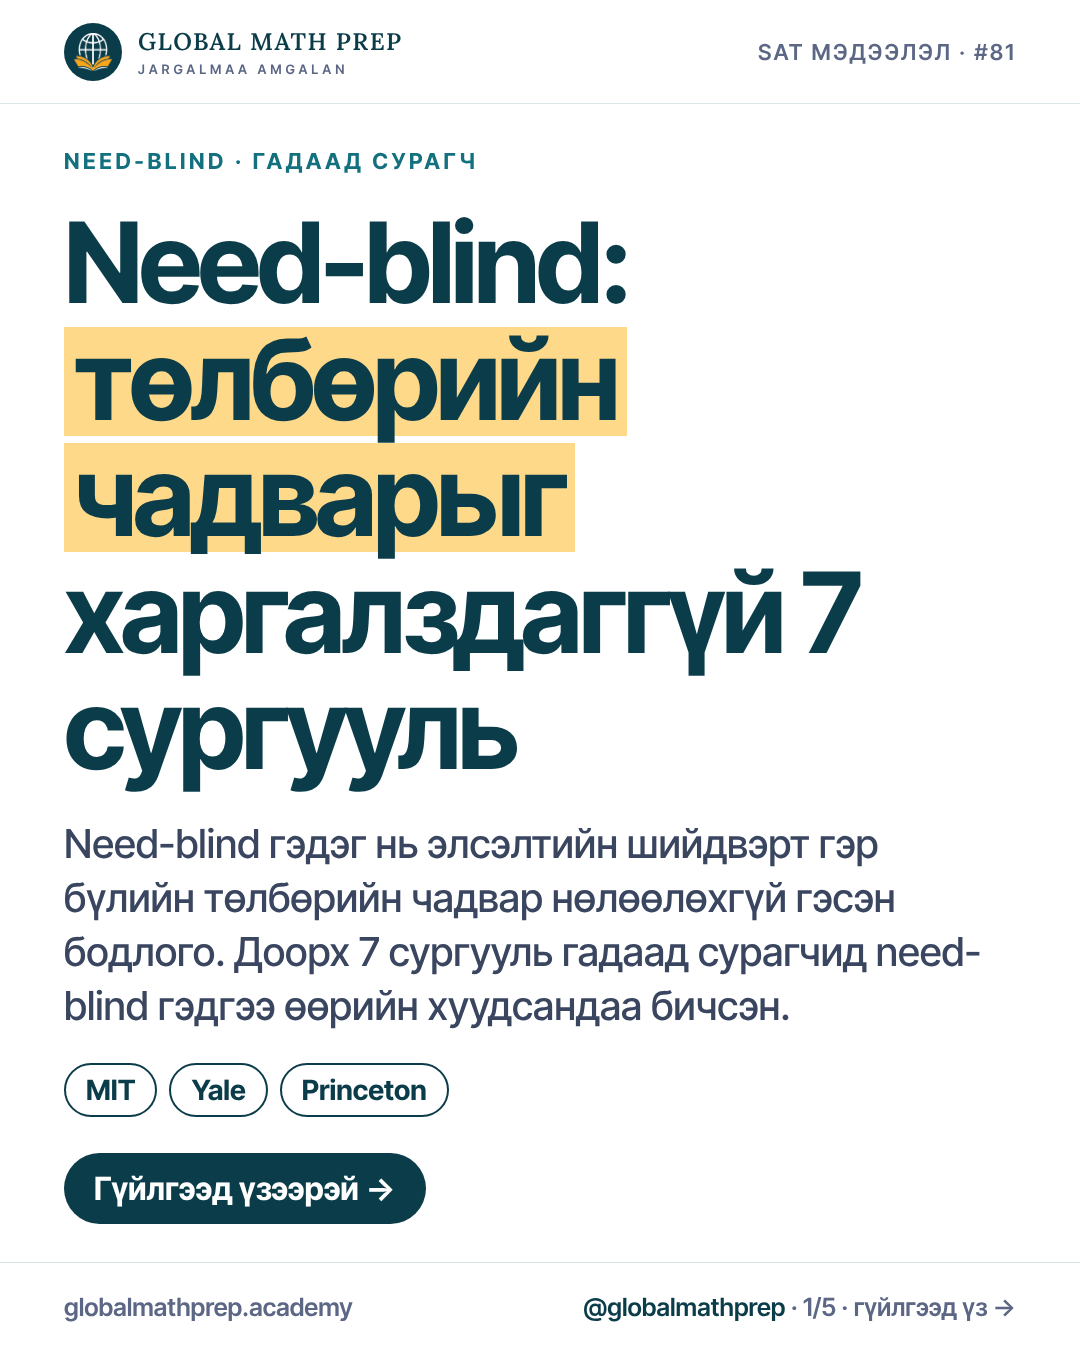 GLOBAL MATH PREP
JARGALMAA AMGALAN
SAT МЭДЭЭЛЭЛ · #81
NEED-BLIND · ГАДААД СУРАГЧ
Need-blind:
төлбөрийн
чадварыг
харгалздаггүй 7
сургууль
Need-blind гэдэг нь элсэлтийн шийдвэрт гэр
бүлийн төлбөрийн чадвар нөлөөлөхгүй гэсэн
бодлого. Доорх 7 сургууль гадаад сурагчид need-
blind гэдгээ өөрийн хуудсандаа бичсэн.
MIT Yale Princeton
Гүйлгээд үзээрэй →
globalmathprep.academy
@globalmathprep · 1/5 · гүйлгээд үз →